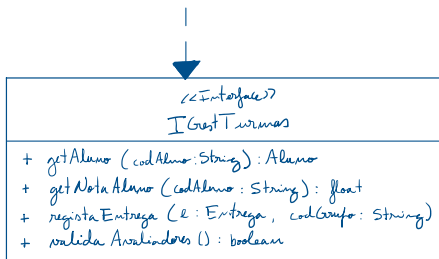 <<Interface>>
IGestTurmas
+ getAluno (codAluno: String): Aluno
+ getNotaAluno (codAluno: String): float
+ registaEntrega (e: Entrega, codGrupo: String)
+ validaAvaliadores (): boolean